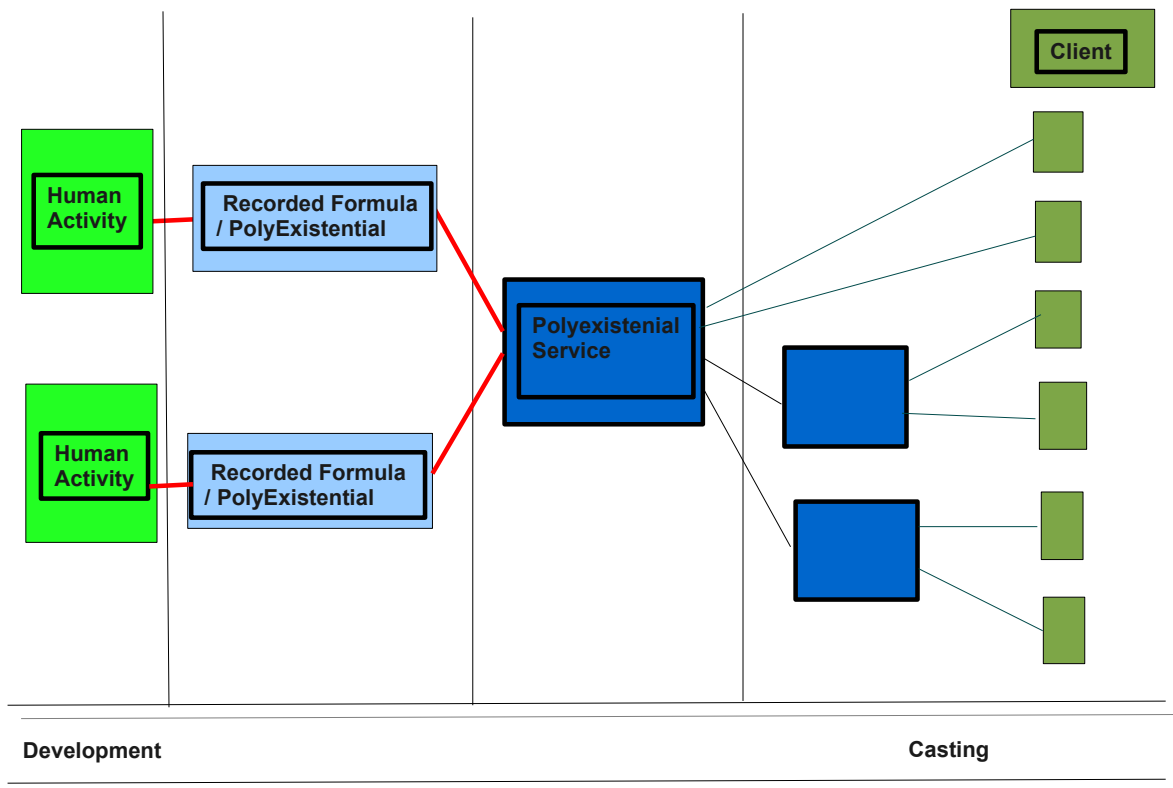 Client
Human
Activity
Recorded Formula
/ PolyExistential
Polyexistenial
Service
Human
Activity
Recorded Formula
/ PolyExistential
Development
Casting